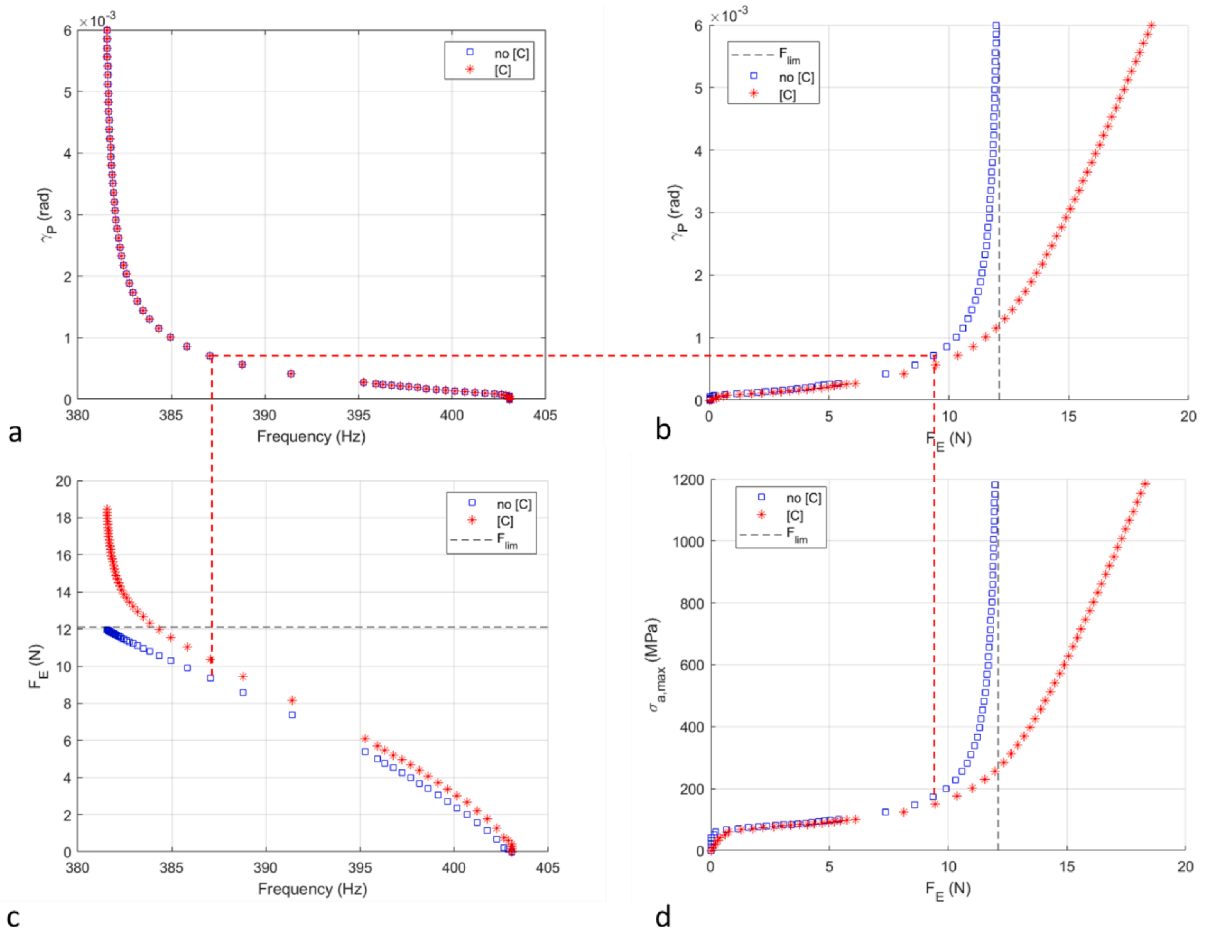 ×10⁻³
6
5
4
3
2
1
0
γP (rad)
380 385 390 395 400 405
Frequency (Hz)
no [C]
[C]
a
×10⁻³
6
5
4
3
2
1
0
γP (rad)
0 5 10 15 20
FE (N)
Flim
no [C]
[C]
b
20
18
16
14
12
10
8
6
4
2
0
FE (N)
380 385 390 395 400 405
Frequency (Hz)
no [C]
[C]
Flim
c
1200
1000
800
600
400
200
0
σa,max (MPa)
0 5 10 15 20
FE (N)
no [C]
[C]
Flim
d